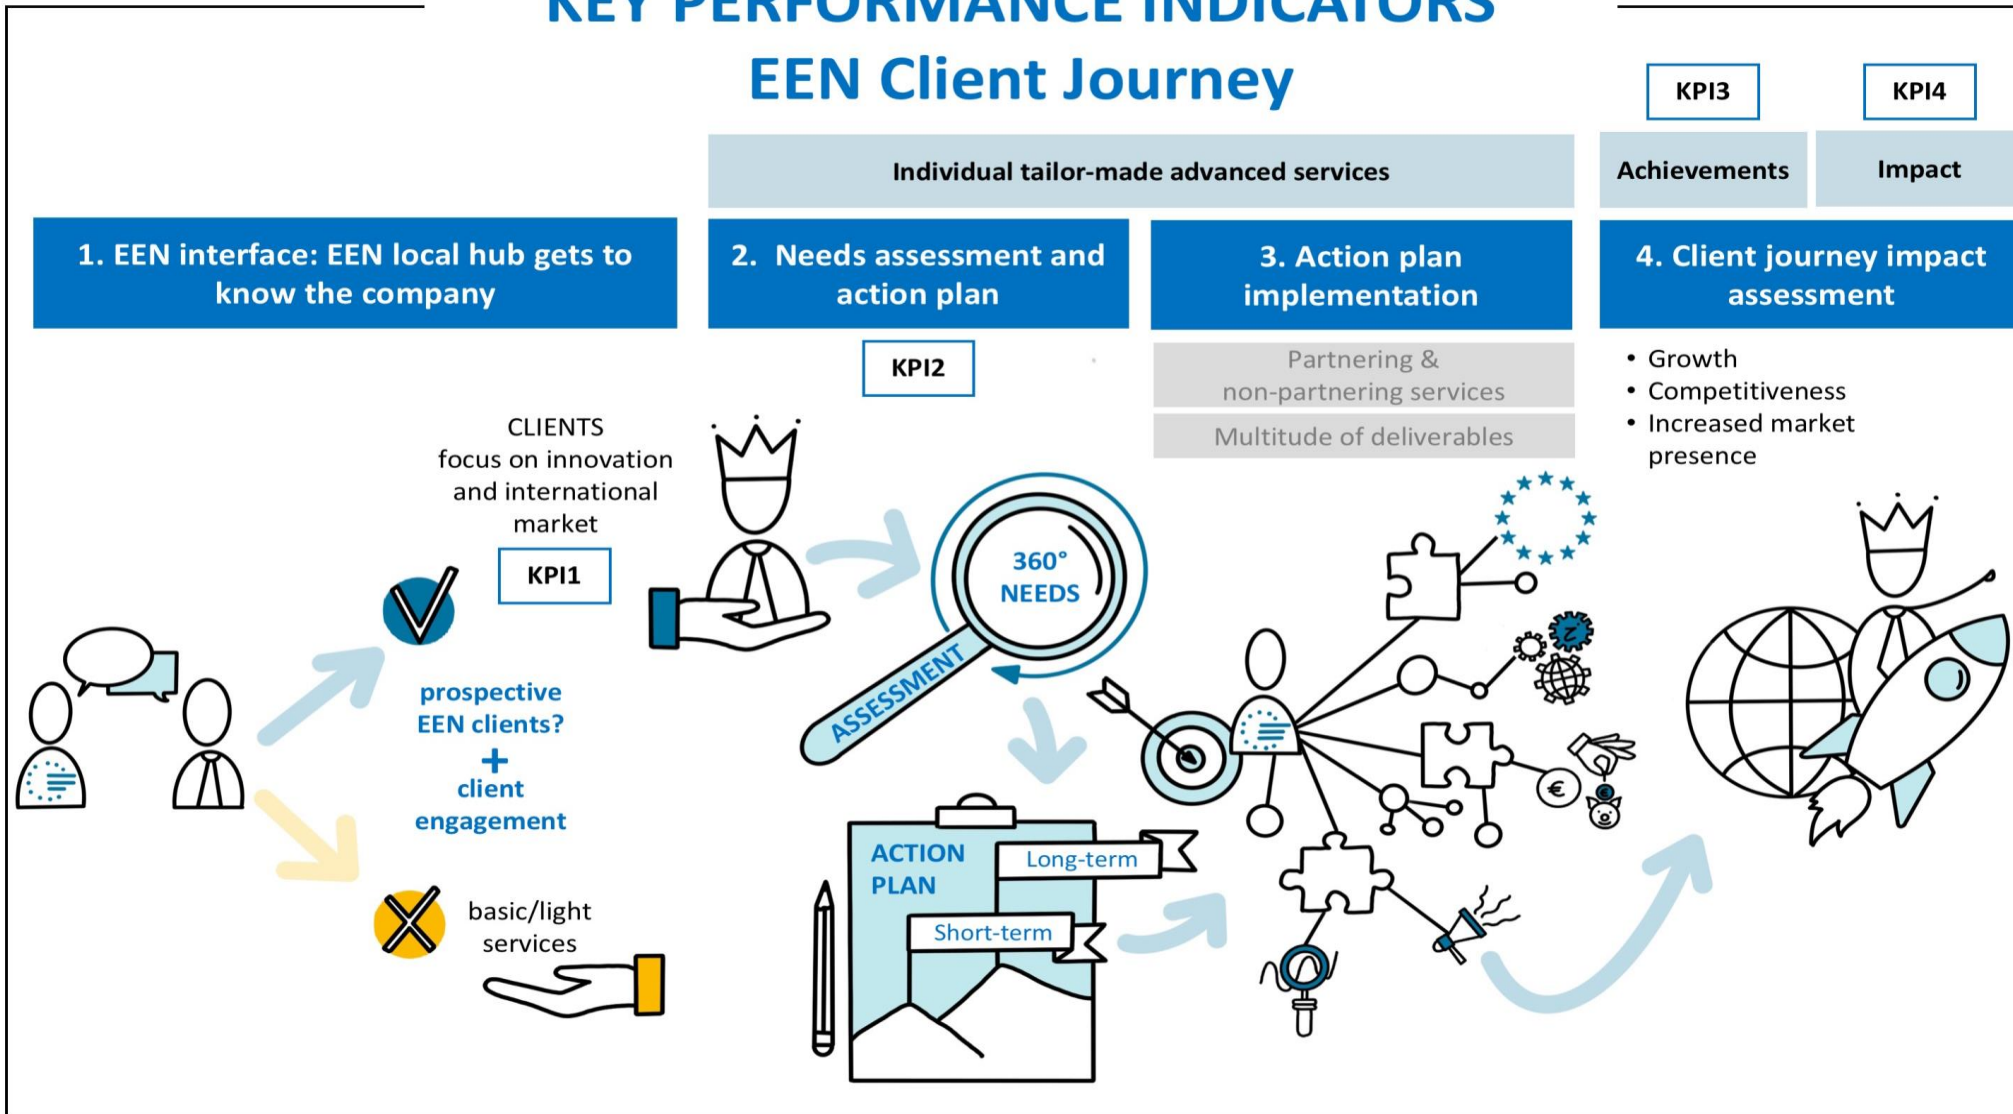 KEY PERFORMANCE INDICATORS
EEN Client Journey
KPI3
KPI4
Individual tailor-made advanced services
Achievements
Impact
1. EEN interface: EEN local hub gets to
know the company
2. Needs assessment and
action plan
3. Action plan
implementation
4. Client journey impact
assessment
KPI2
Partnering &
non-partnering services
Multitude of deliverables
• Growth
• Competitiveness
• Increased market
presence
CLIENTS
focus on innovation
and international
market
KPI1
360°
NEEDS
ASSESSMENT
prospective
EEN clients?
+
client
engagement
basic/light
services
ACTION
PLAN
Long-term
Short-term
€
€